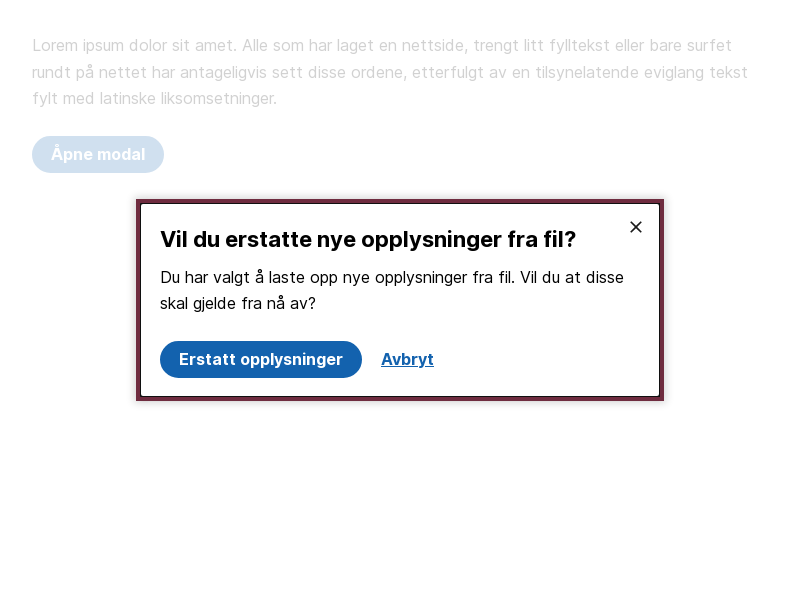 Lorem ipsum dolor sit amet. Alle som har laget en nettside, trengt litt fylltekst eller bare surfet
rundt på nettet har antageligvis sett disse ordene, etterfulgt av en tilsynelatende eviglang tekst
fylt med latinske liksomsetninger.
Åpne modal
Vil du erstatte nye opplysninger fra fil?
Du har valgt å laste opp nye opplysninger fra fil. Vil du at disse
skal gjelde fra nå av?
Erstatt opplysninger Avbryt